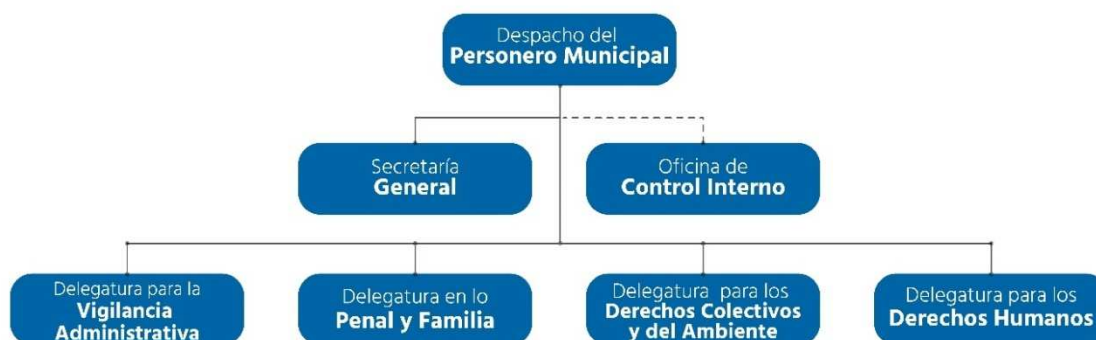 Despacho del
Personero Municipal
Secretaría
General
Oficina de
Control Interno
Delegatura para la
Vigilancia
Administrativa
Delegatura en lo
Penal y Familia
Delegatura para los
Derechos Colectivos
y del Ambiente
Delegatura para los
Derechos Humanos